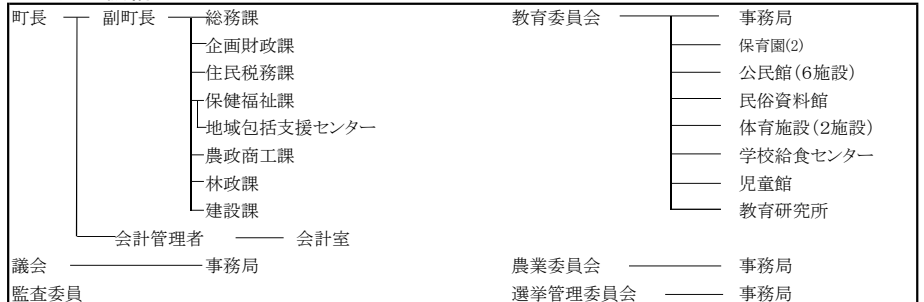 町長 副町長 総務課
企画財政課
住民税務課
保健福祉課
地域包括支援センター
農政商工課
林政課
建設課
会計管理者 会計室
議会 事務局
監査委員
教育委員会 事務局
保育園(2)
公民館(6施設)
民俗資料館
体育施設(2施設)
学校給食センター
児童館
教育研究所
農業委員会 事務局
選挙管理委員会 事務局